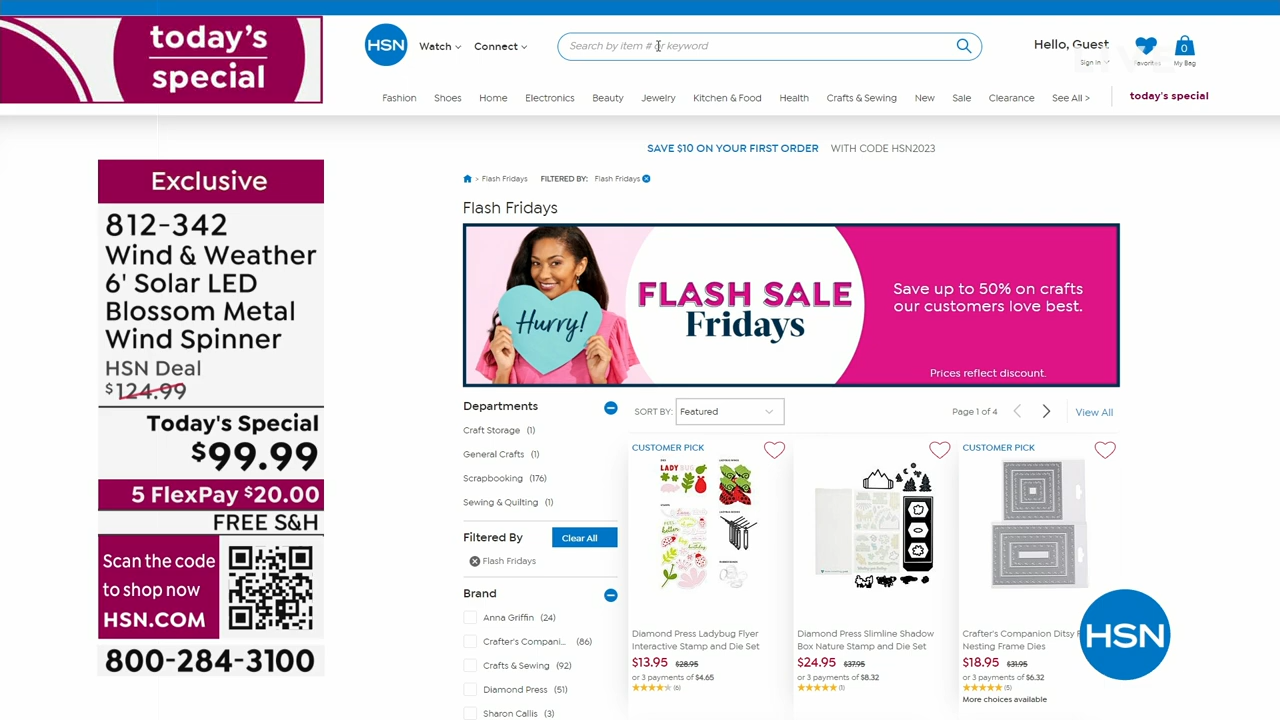 today's
special
Exclusive
812-342
Wind & Weather
6' Solar LED
Blossom Metal
Wind Spinner
HSN Deal
$124.99
Today's Special
$99.99
5 FlexPay $20.00
FREE S&H
Scan the code
to shop now
HSN.COM
800-284-3100
HSN
Watch
Connect
Search by item # or keyword
Hello, Guest
Sign In
Favorites
0
My Bag
Fashion
Shoes
Home
Electronics
Beauty
Jewelry
Kitchen & Food
Health
Crafts & Sewing
New
Sale
Clearance
See All >
today's special
SAVE $10 ON YOUR FIRST ORDER WITH CODE HSN2023
> Flash Fridays FILTERED BY: Flash Fridays
Flash Fridays
Hurry!
FLASH SALE
Fridays
Save up to 50% on crafts
our customers love best.
Prices reflect discount.
Departments
Craft Storage (1)
General Crafts (1)
Scrapbooking (176)
Sewing & Quilting (1)
Filtered By
Clear All
Flash Fridays
Brand
Anna Griffin (24)
Crafter's Compani... (86)
Crafts & Sewing (92)
Diamond Press (51)
Sharon Callis (3)
SORT BY: Featured
Page 1 of 4
View All
CUSTOMER PICK
LADY BUG
Diamond Press Ladybug Flyer
Interactive Stamp and Die Set
$13.95 $28.95
or 3 payments of $4.65
(6)
Diamond Press Slimline Shadow
Box Nature Stamp and Die Set
$24.95 $37.95
or 3 payments of $8.32
(1)
CUSTOMER PICK
Crafter's Companion Ditsy
Nesting Frame Dies
$18.95 $31.95
or 3 payments of $6.32
(5)
More choices available
HSN